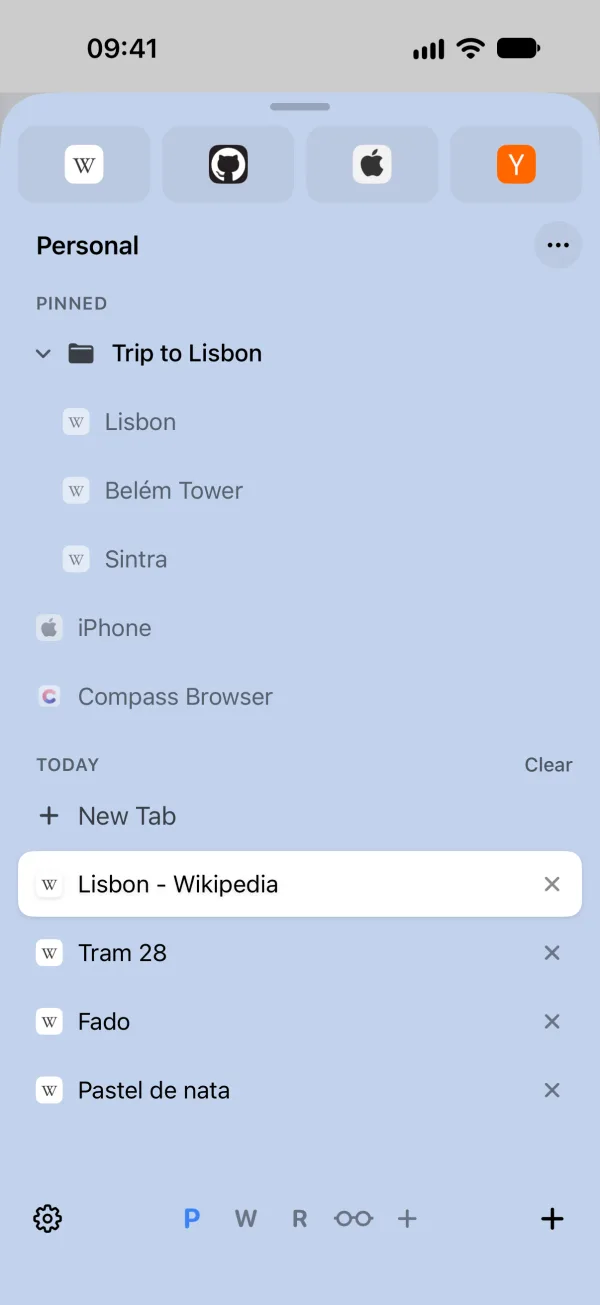 09:41
W
Y
Personal
PINNED
Trip to Lisbon
W Lisbon
W Belém Tower
W Sintra
iPhone
C Compass Browser
TODAY Clear
+ New Tab
W Lisbon - Wikipedia
W Tram 28
W Fado
W Pastel de nata
P W R + +